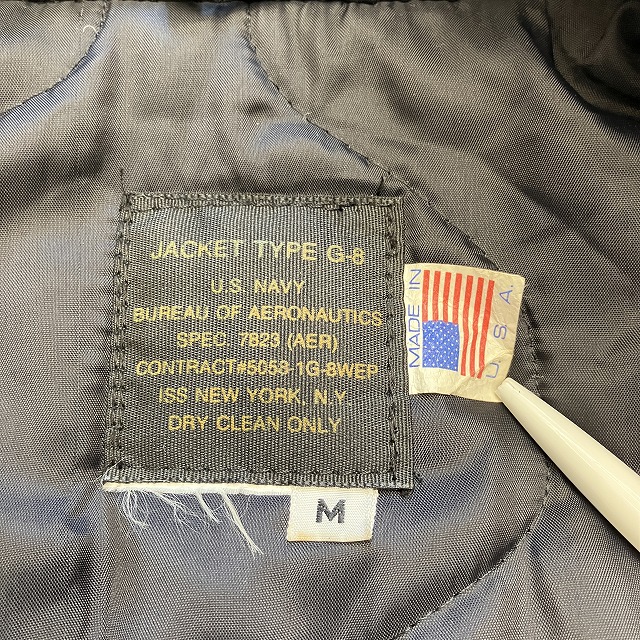 JACKET TYPE G-8
U.S. NAVY
BUREAU OF AERONAUTICS
SPEC. 7823 (AER)
CONTRACT#5053-1G-8WEP
ISS NEW YORK, N.Y
DRY CLEAN ONLY
MADE IN
U.S.A.
M